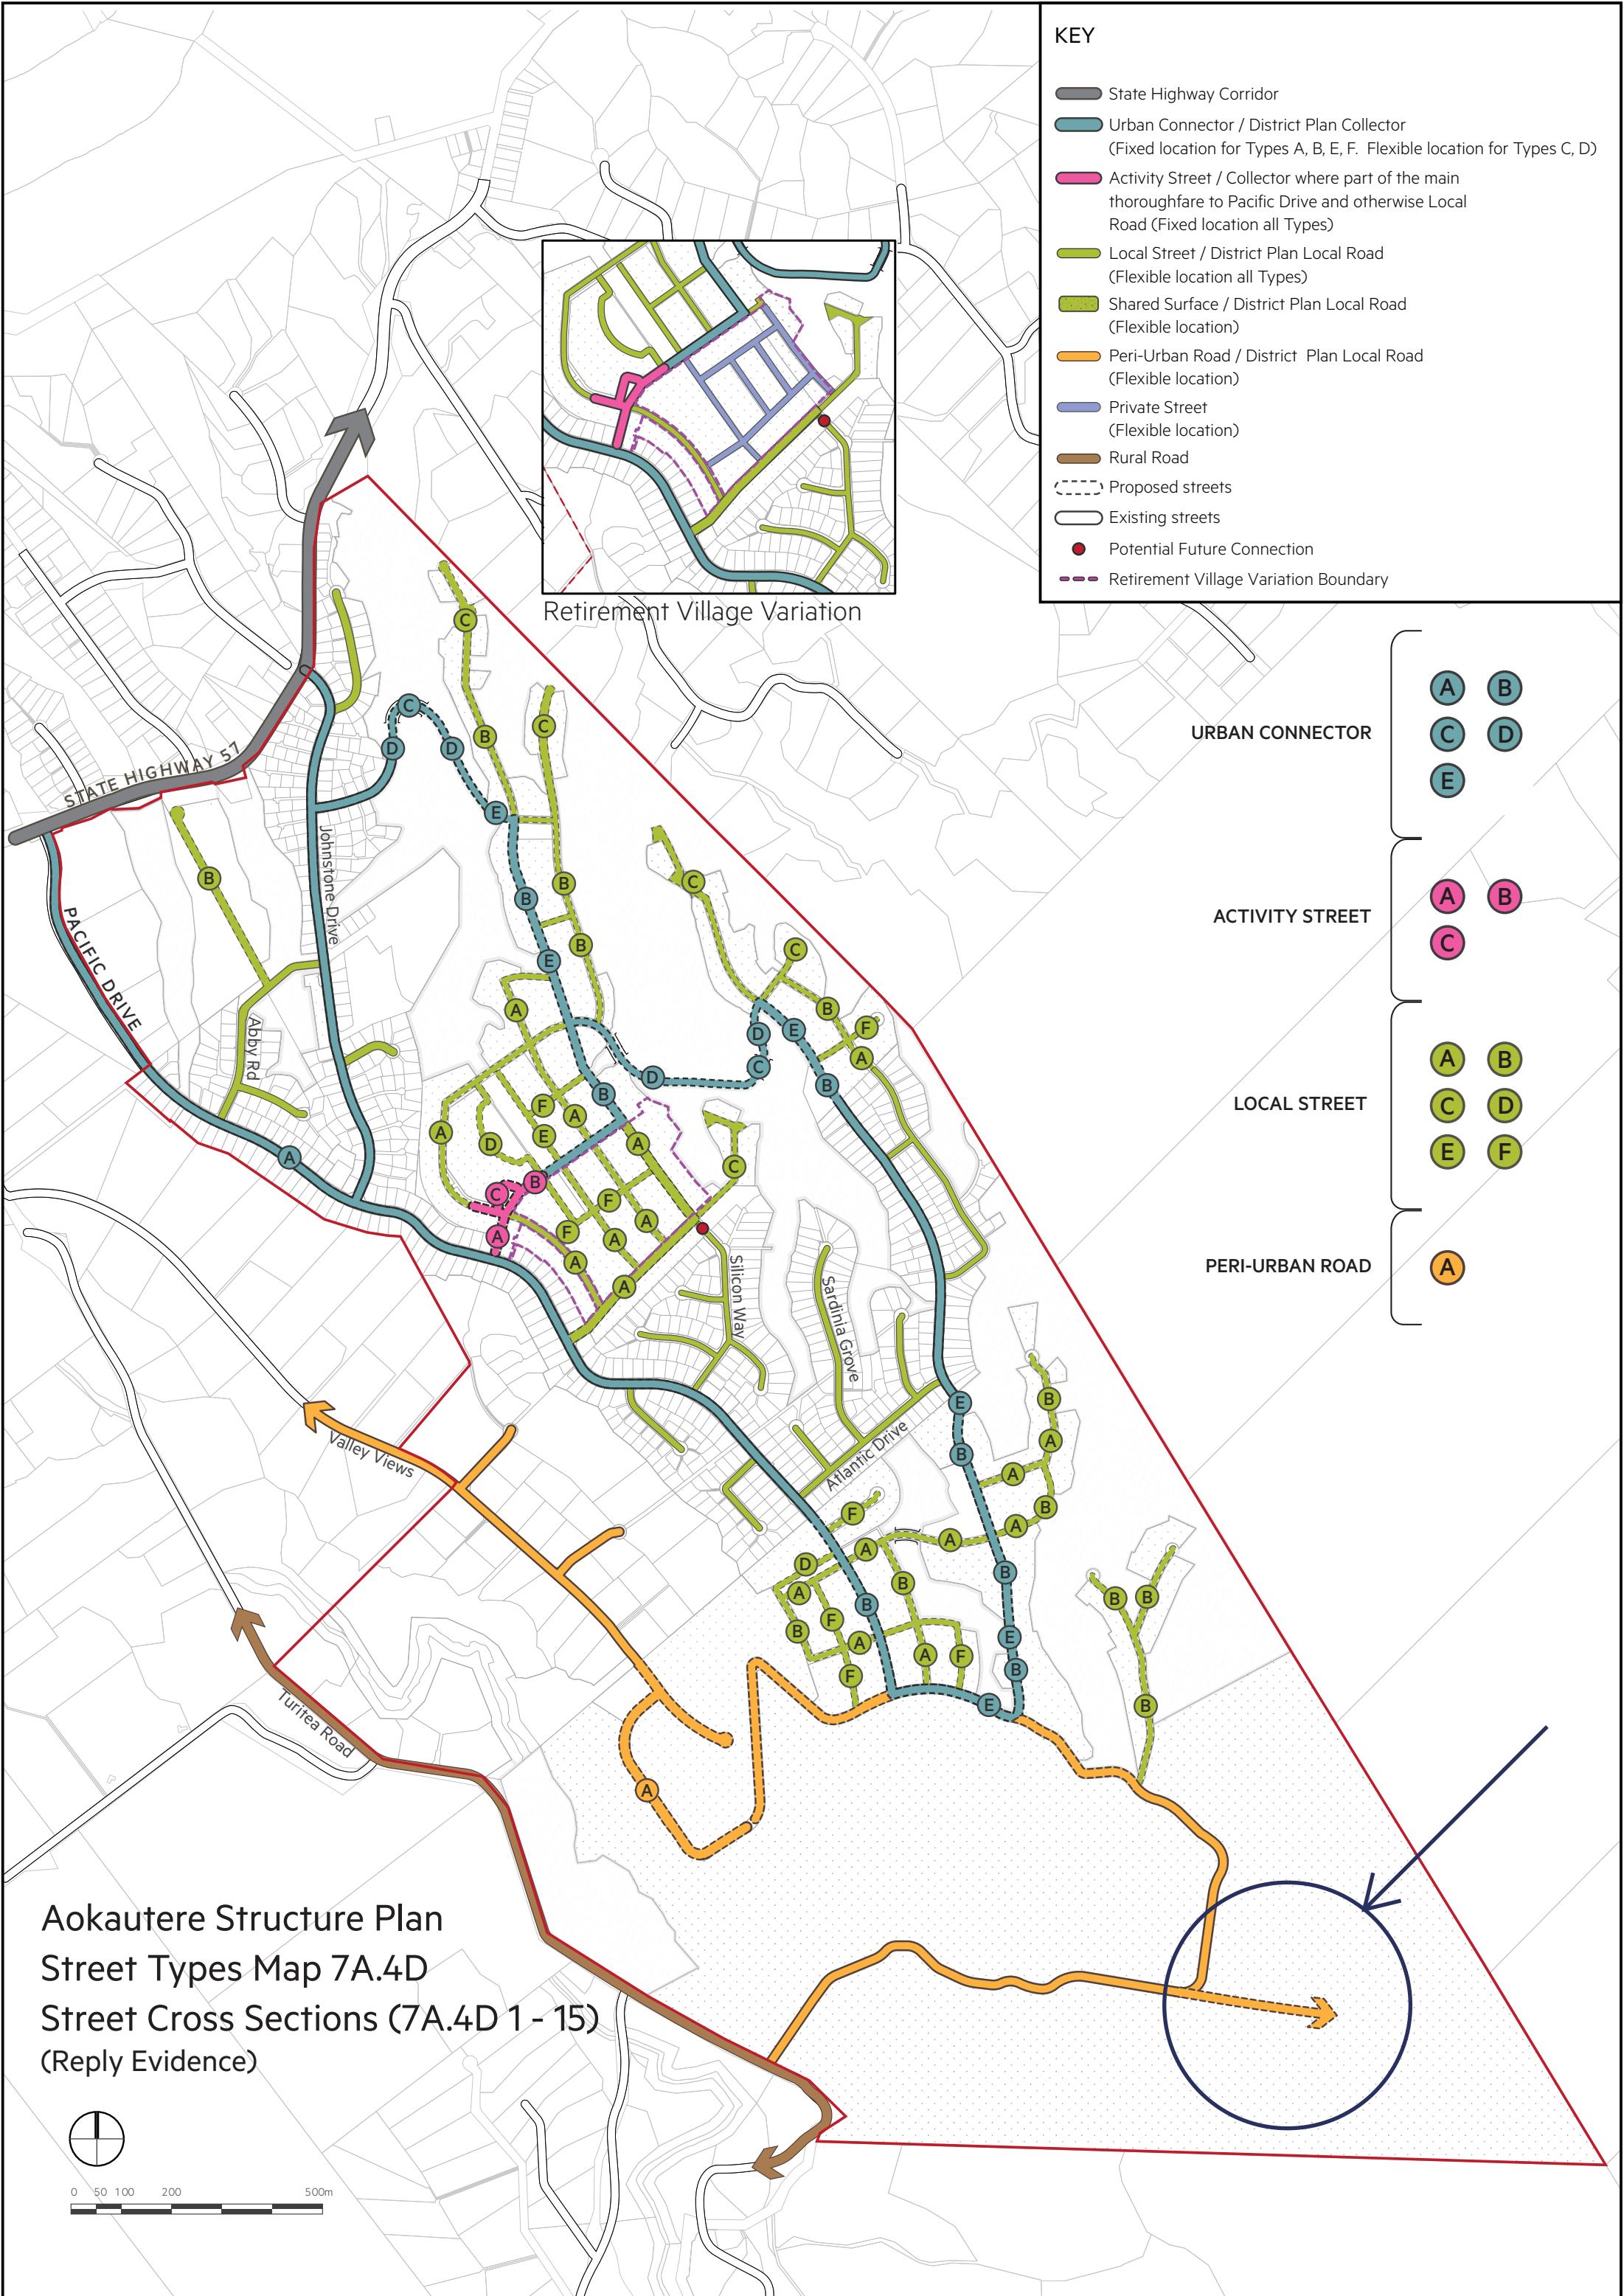 KEY
State Highway Corridor
Urban Connector / District Plan Collector
(Fixed location for Types A, B, E, F. Flexible location for Types C, D)
Activity Street / Collector where part of the main
thoroughfare to Pacific Drive and otherwise Local
Road (Fixed location all Types)
Local Street / District Plan Local Road
(Flexible location all Types)
Shared Surface / District Plan Local Road
(Flexible location)
Peri-Urban Road / District Plan Local Road
(Flexible location)
Private Street
(Flexible location)
Rural Road
Proposed streets
Existing streets
Potential Future Connection
Retirement Village Variation Boundary
Retirement Village Variation
URBAN CONNECTOR
A B
C D
E
ACTIVITY STREET
A B
C
LOCAL STREET
A B
C D
E F
PERI-URBAN ROAD
A
STATE HIGHWAY 57
PACIFIC DRIVE
Johnstone Drive
Abby Rd
Silicon Way
Sardinia Grove
Atlantic Drive
Valley Views
Turitea Road
C
C
D
D
B
C
E
B
B
B
C
B
E
C
A
B
F
D
E
A
D
C
B
B
F
A
A
D
E
A
A
C
C
B
F
A
F
A
A
A
A
A
E
B
B
A
A
B
F
A
A
A
D
B
B
A
B
B
B
F
B
A
E
A
F
F
B
E
B
A
Aokautere Structure Plan
Street Types Map 7A.4D
Street Cross Sections (7A.4D 1 - 15)
(Reply Evidence)
0 50 100 200 500m